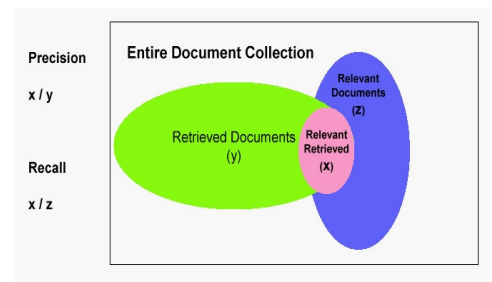 Precision
x / y
Recall
x / z
Entire Document Collection
Retrieved Documents
(y)
Relevant
Documents
(z)
Relevant
Retrieved
(x)